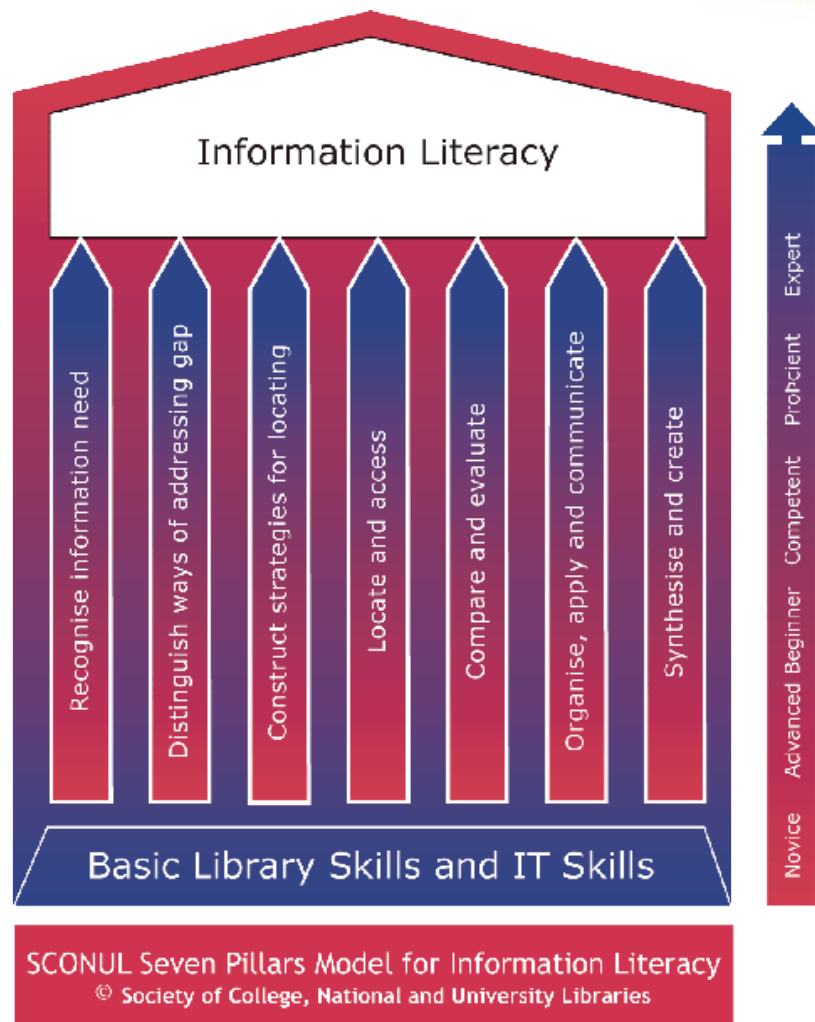 Information Literacy
Recognise information need
Distinguish ways of addressing gap
Construct strategies for locating
Locate and access
Compare and evaluate
Organise, apply and communicate
Synthesise and create
Basic Library Skills and IT Skills
Novice Advanced Beginner Competent Proþcient Expert
SCONUL Seven Pillars Model for Information Literacy
© Society of College, National and University Libraries